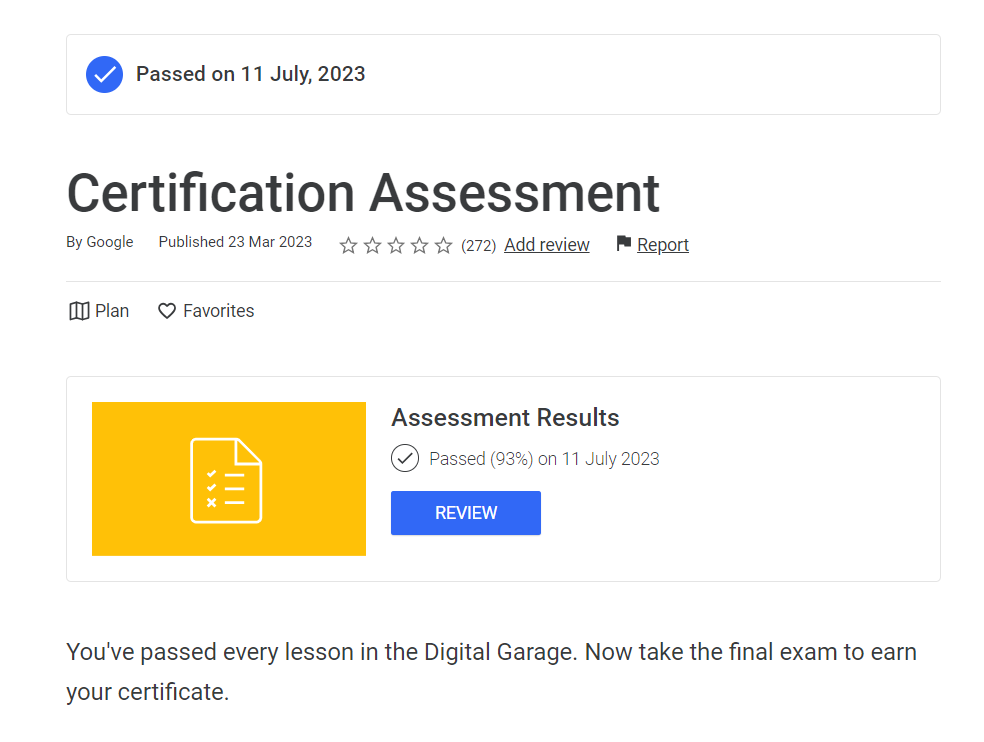 Passed on 11 July, 2023
Certification Assessment
By Google Published 23 Mar 2023 (272) Add review Report
Plan Favorites
Assessment Results
Passed (93%) on 11 July 2023
REVIEW
You've passed every lesson in the Digital Garage. Now take the final exam to earn
your certificate.